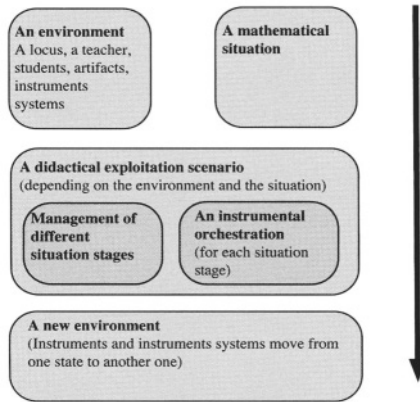 An environment
A locus, a teacher,
students, artifacts,
instruments
systems
A mathematical
situation
A didactical exploitation scenario
(depending on the environment and the situation)
Management of
different
situation stages
An instrumental
orchestration
(for each situation
stage)
A new environment
(Instruments and instruments systems move from
one state to another one)